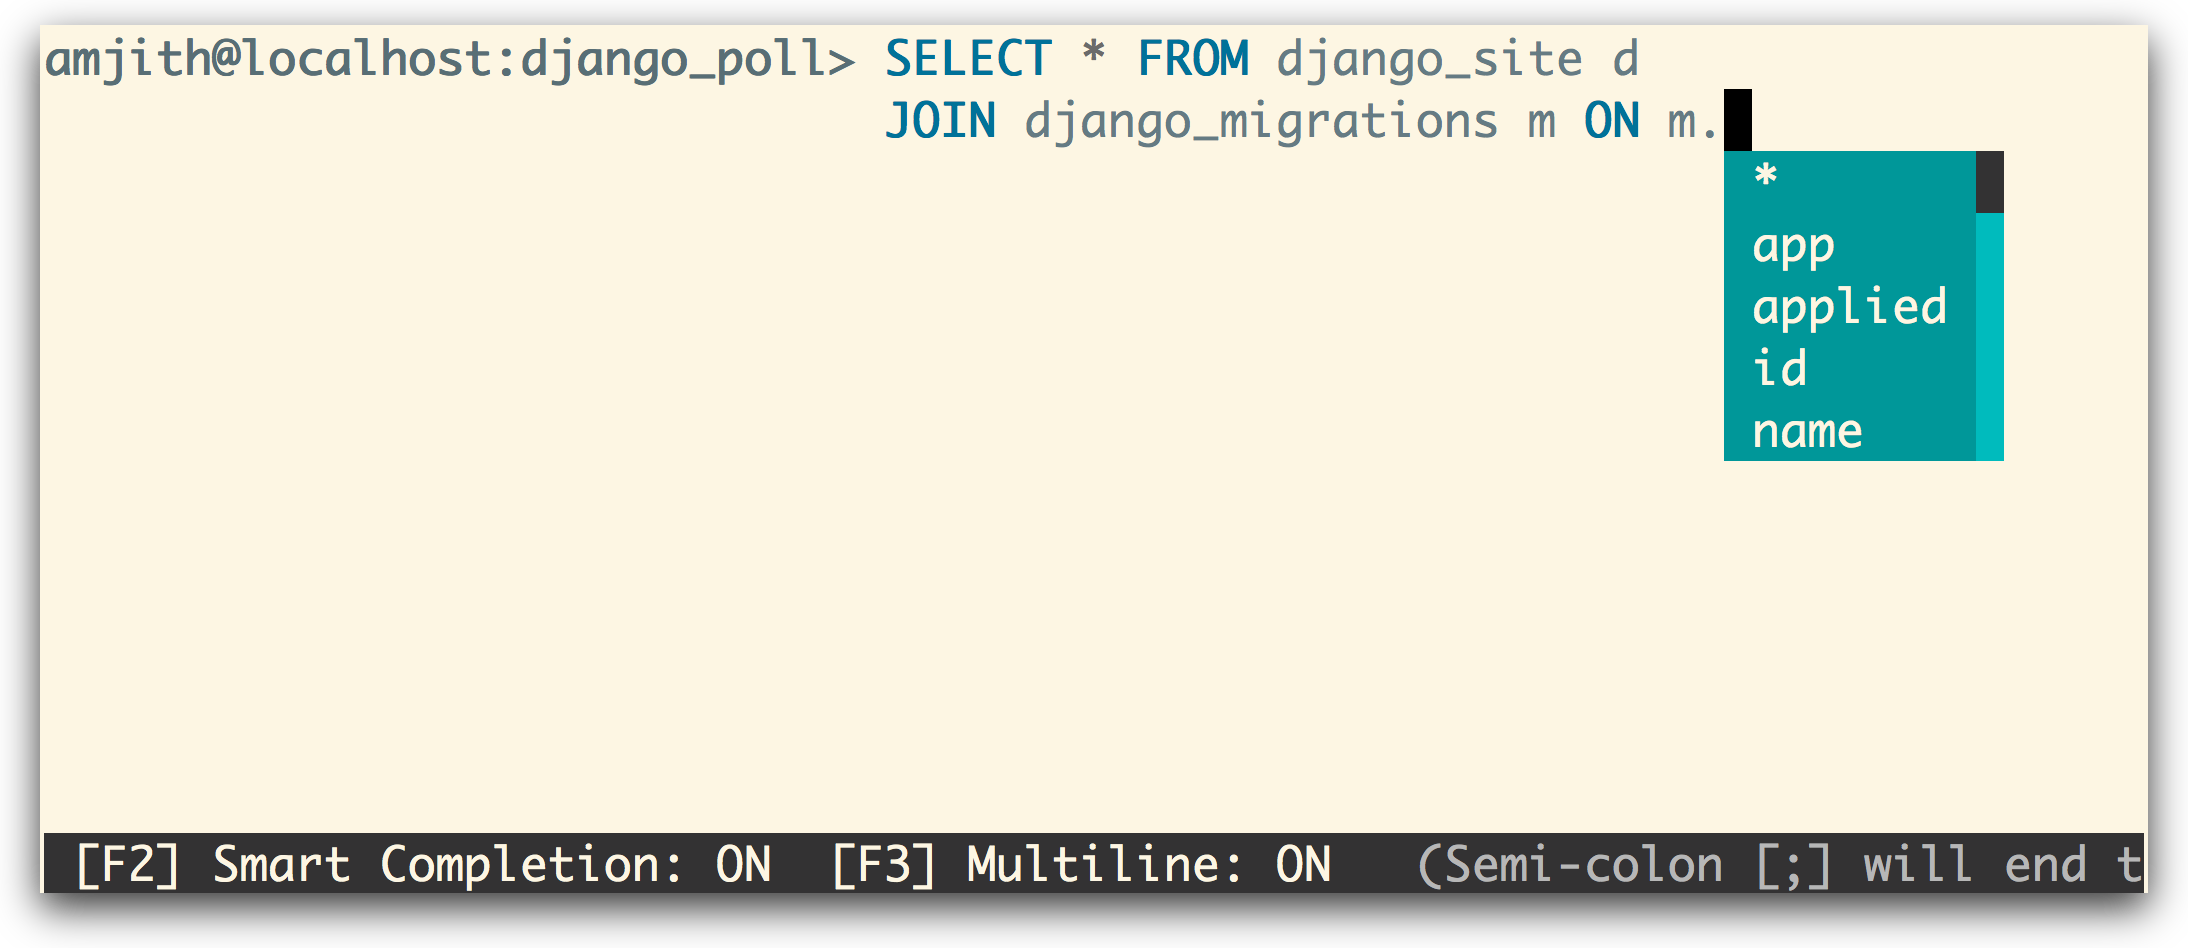 amjith@localhost:django_poll> SELECT * FROM django_site d
JOIN django_migrations m ON m.
*
app
applied
id
name
[F2] Smart Completion: ON [F3] Multiline: ON (Semi-colon [;] will end t